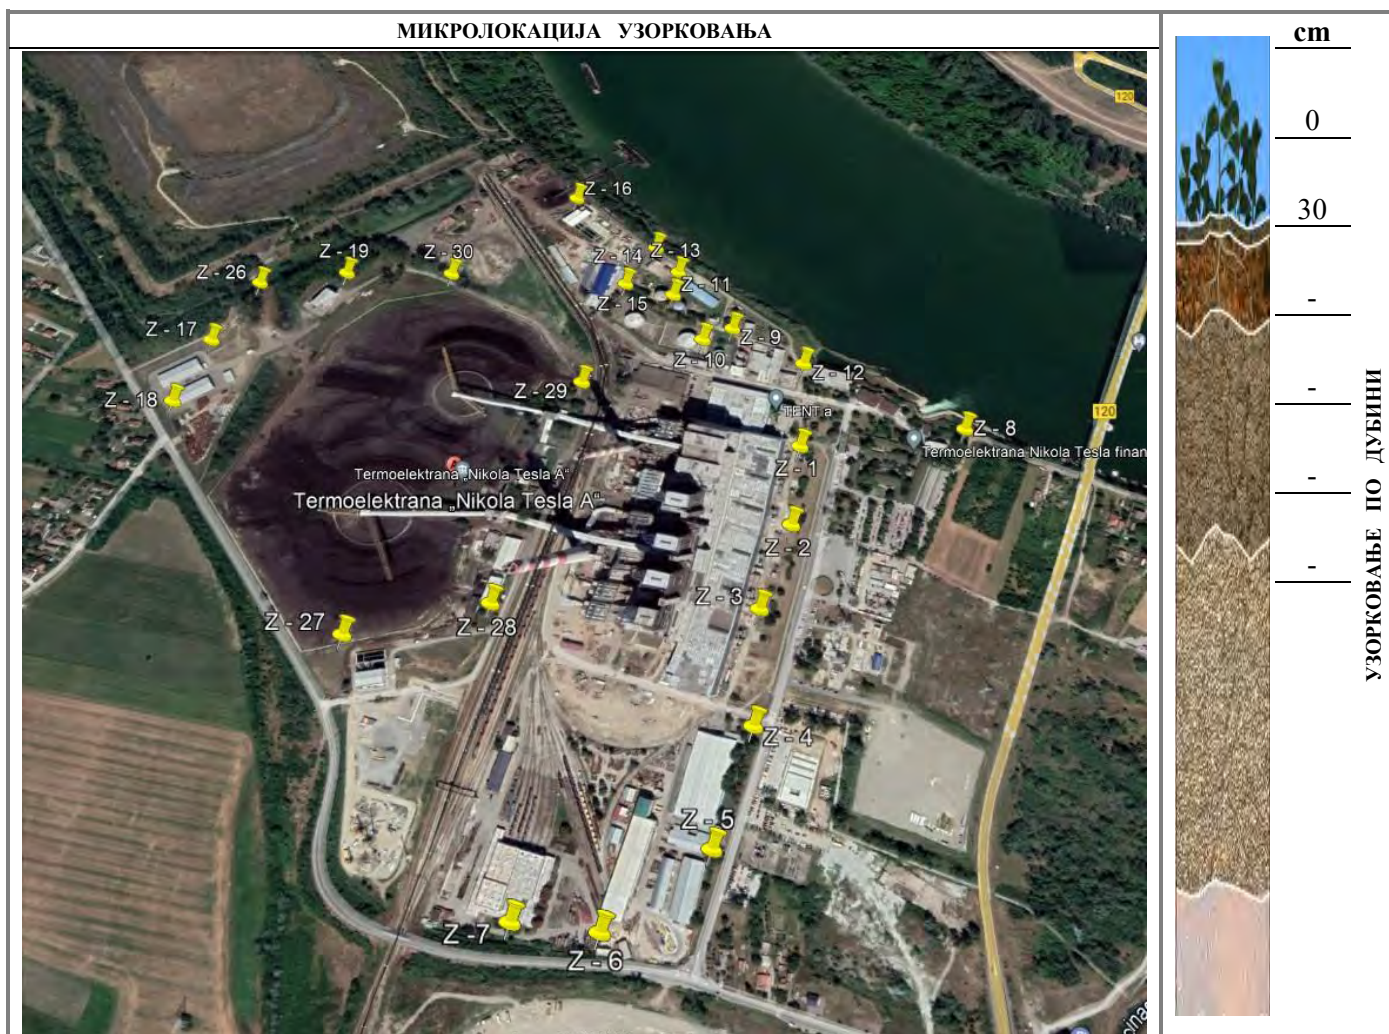 МИКРОЛОКАЦИЈА УЗОРКОВАЊА
cm
120
0
Z - 16
30
Z - 13
Z - 19
Z - 30
Z - 14
Z - 26
Z - 11
Z - 15
-
Z - 17
Z - 9
Z - 10
Z - 12
Z - 29
Z - 18
-
TENT a
120
Z - 8
Termoelektrana Nikola Tesla finan
Z - 1
Termoelektrana „Nikola Tesla A“
Termoelektrana „Nikola Tesla A“
-
Z - 2
УЗОРКОВАЊЕ ПО ДУБИНИ
-
Z - 3
Z - 27
Z - 28
Z - 4
Z - 5
Z -7
Z - 6